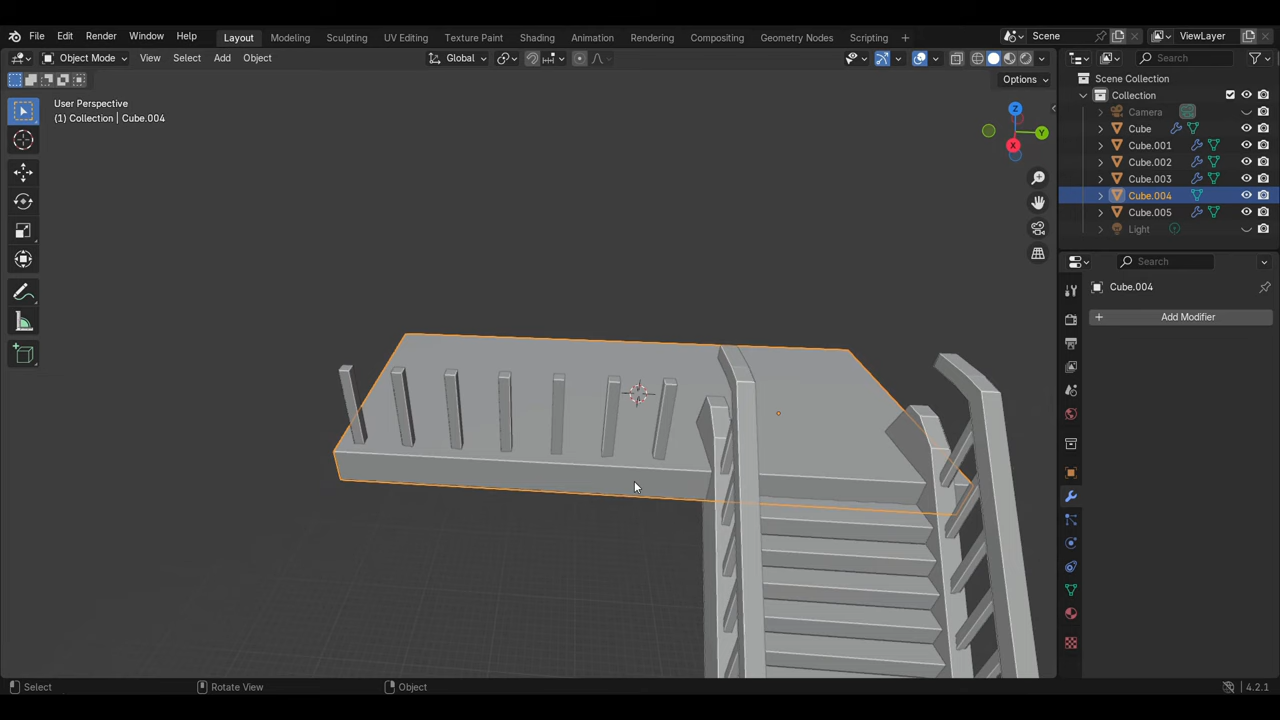 File Edit Render Window Help Layout Modeling Sculpting UV Editing Texture Paint Shading Animation Rendering Compositing Geometry Nodes Scripting + Scene ViewLayer
Object Mode View Select Add Object Global Search
Options
User Perspective
(1) Collection | Cube.004
Z
Y
X
Scene Collection
Collection
Camera
Cube
Cube.001
Cube.002
Cube.003
Cube.004
Cube.005
Light
Search
Cube.004
+ Add Modifier
Select Rotate View Object 4.2.1